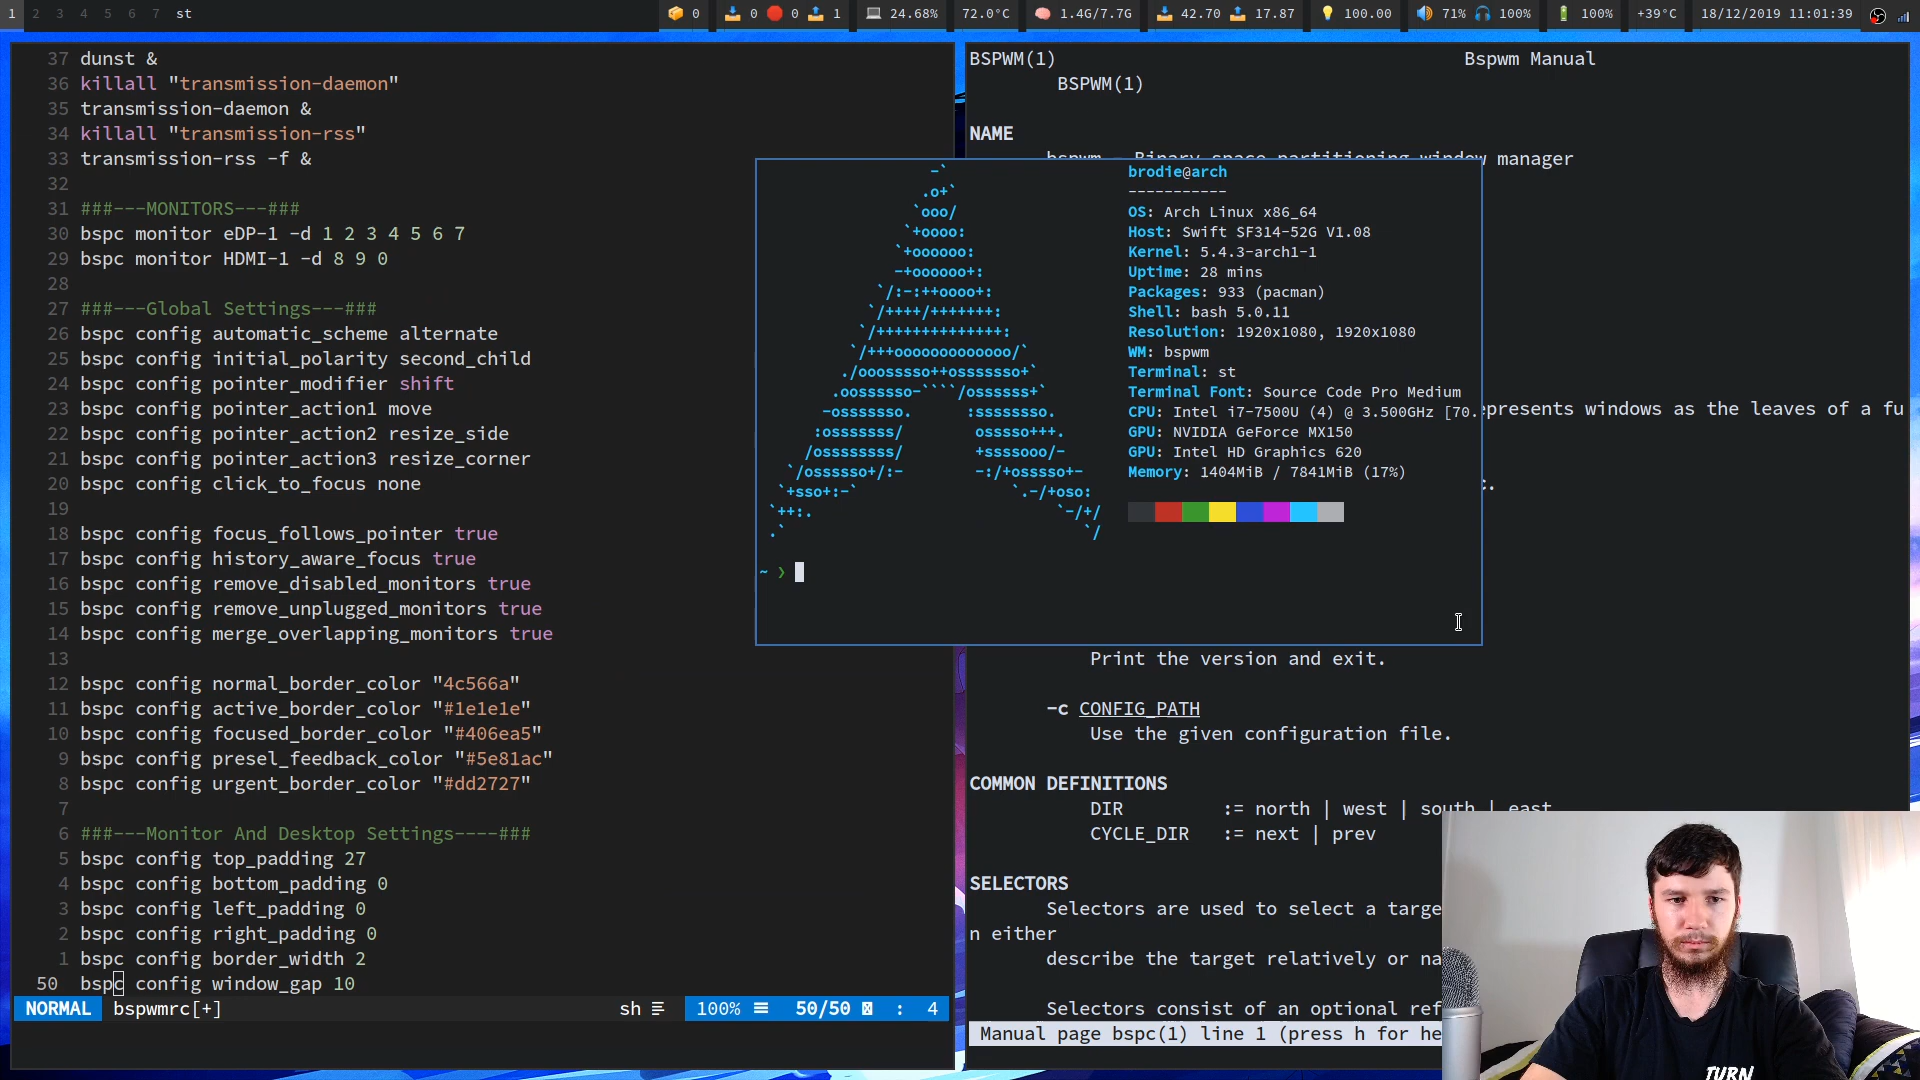 1 2 3 4 5 6 7 st
0 0 0 1 24.68% 72.0°C 1.4G/7.7G 42.70 17.87 100.00 71% 100% 100% +39°C 18/12/2019 11:01:39
37 dunst &
36 killall "transmission-daemon"
35 transmission-daemon &
34 killall "transmission-rss"
33 transmission-rss -f &
32
31 ###---MONITORS---###
30 bspc monitor eDP-1 -d 1 2 3 4 5 6 7
29 bspc monitor HDMI-1 -d 8 9 0
28
27 ###---Global Settings---###
26 bspc config automatic_scheme alternate
25 bspc config initial_polarity second_child
24 bspc config pointer_modifier shift
23 bspc config pointer_action1 move
22 bspc config pointer_action2 resize_side
21 bspc config pointer_action3 resize_corner
20 bspc config click_to_focus none
19
18 bspc config focus_follows_pointer true
17 bspc config history_aware_focus true
16 bspc config remove_disabled_monitors true
15 bspc config remove_unplugged_monitors true
14 bspc config merge_overlapping_monitors true
13
12 bspc config normal_border_color "4c566a"
11 bspc config active_border_color "#1e1e1e"
10 bspc config focused_border_color "#406ea5"
9 bspc config presel_feedback_color "#5e81ac"
8 bspc config urgent_border_color "#dd2727"
7
6 ###---Monitor And Desktop Settings----###
5 bspc config top_padding 27
4 bspc config bottom_padding 0
3 bspc config left_padding 0
2 bspc config right_padding 0
1 bspc config border_width 2
50 bspc config window_gap 10
NORMAL bspwmrc[+] sh 100% 50/50 : 4
BSPWM(1) Bspwm Manual
BSPWM(1)
NAME
bspwm - Binary space partitioning window manager
brodie@arch
-----------
OS: Arch Linux x86_64
Host: Swift SF314-52G V1.08
Kernel: 5.4.3-arch1-1
Uptime: 28 mins
Packages: 933 (pacman)
Shell: bash 5.0.11
Resolution: 1920x1080, 1920x1080
WM: bspwm
Terminal: st
Terminal Font: Source Code Pro Medium
CPU: Intel i7-7500U (4) @ 3.500GHz [70.
GPU: NVIDIA GeForce MX150
GPU: Intel HD Graphics 620
Memory: 1404MiB / 7841MiB (17%)
~ ❯
epresents windows as the leaves of a fu
Print the version and exit.
-c CONFIG_PATH
Use the given configuration file.
COMMON DEFINITIONS
DIR := north | west | south | east
CYCLE_DIR := next | prev
SELECTORS
Selectors are used to select a targe
n either
describe the target relatively or na
Selectors consist of an optional ref
Manual page bspc(1) line 1 (press h for he
TURN